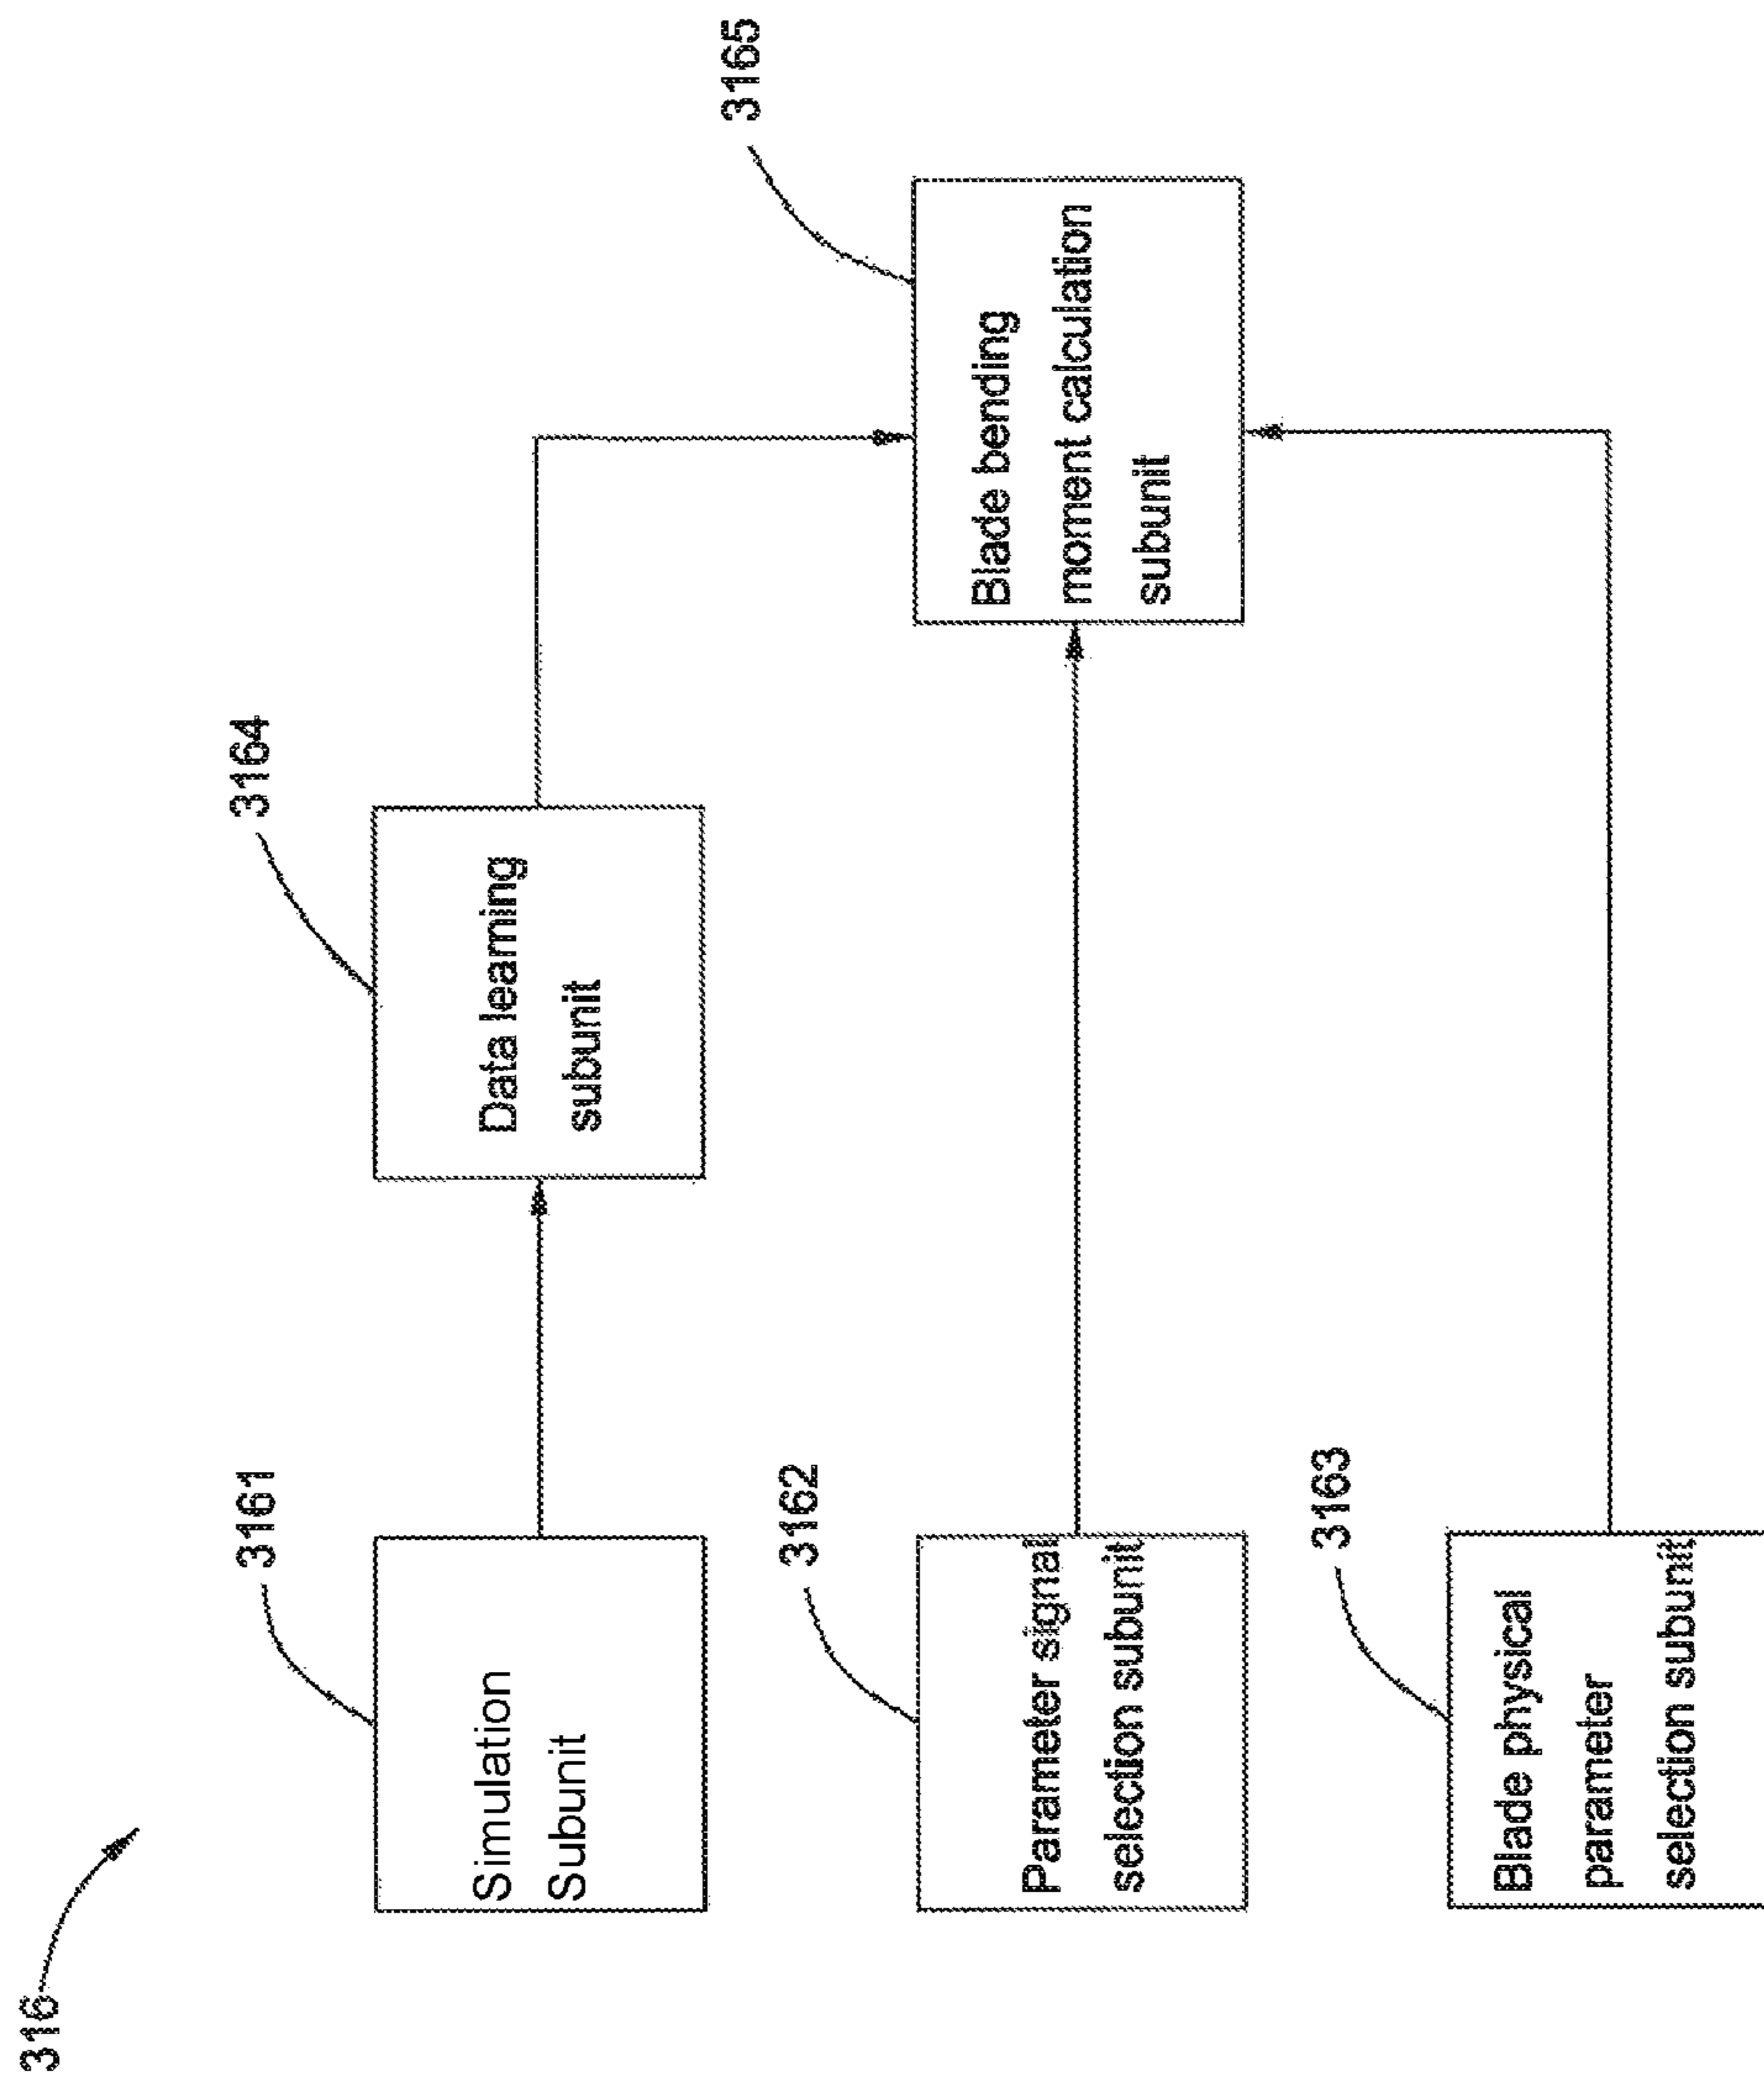 316
3161
Simulation
Subunit
3164
Data learning
subunit
3162
Parameter signal
selection subunit
3165
Blade bending
moment calculation
subunit
3163
Blade physical
parameter
selection subunit